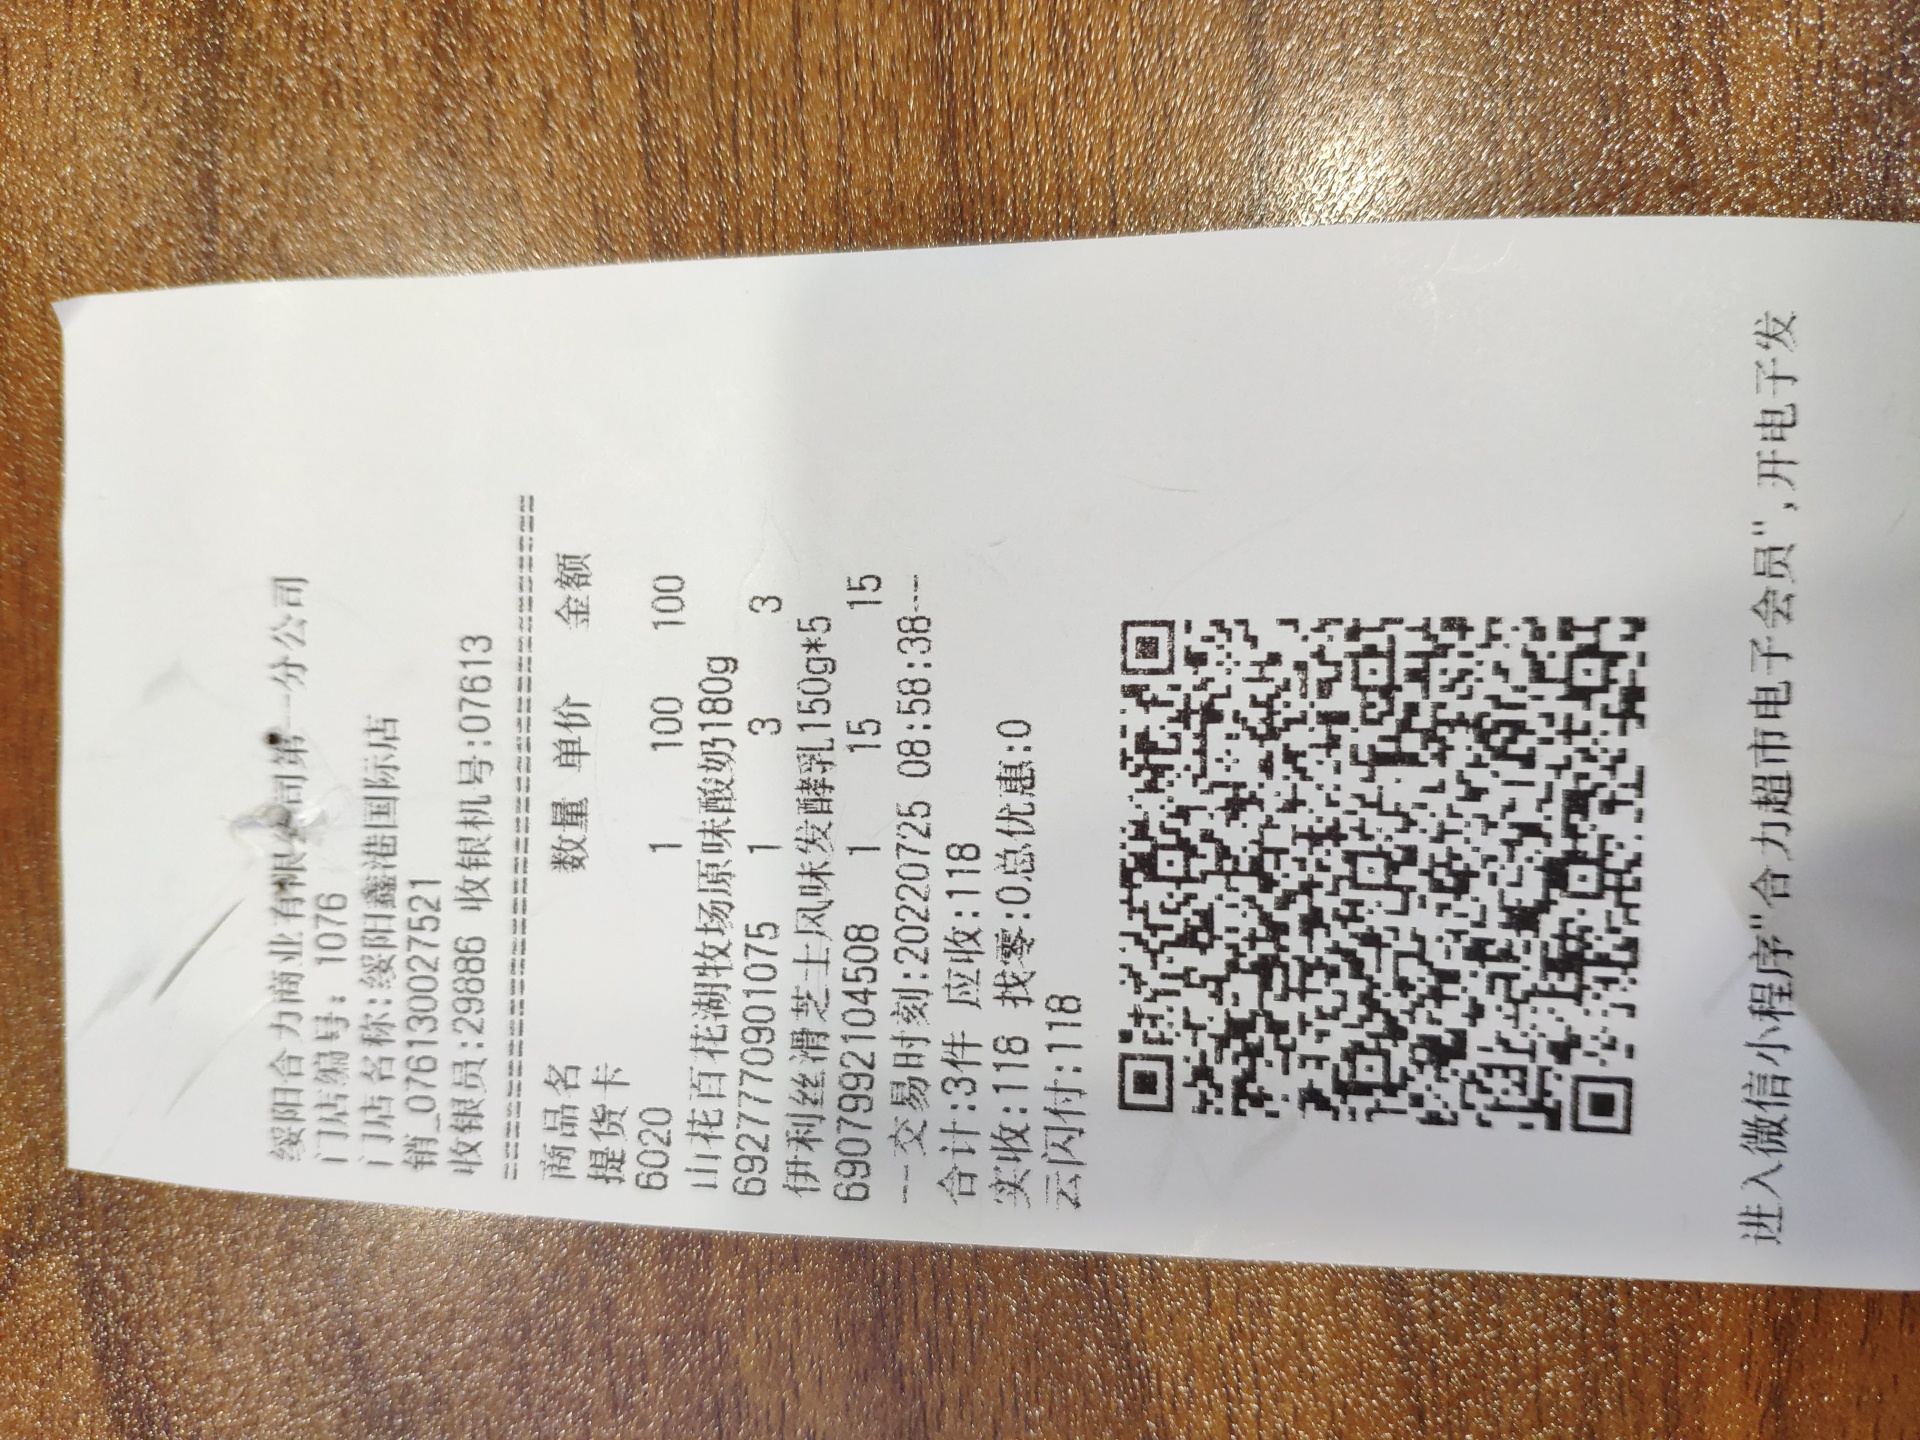 绥阳合力商业有限公司第一分公司
门店编号: 1076
门店名称:绥阳鑫港国际店
销_0761300027521
收银员:29886 收银机号:07613
商品名 数量 单价 金额
提货卡
6020 1 100 100
山花百花湖牧场原味酸奶180g
6927770901075 1 3 3
伊利丝滑芝士风味发酵乳150g*5
6907992104508 1 15 15
---交易时刻:20220725 08:58:38---
合计:3件 应收:118
实收:118 找零:0总优惠:0
云闪付:118
进入微信小程序"合力超市电子会员",开电子发